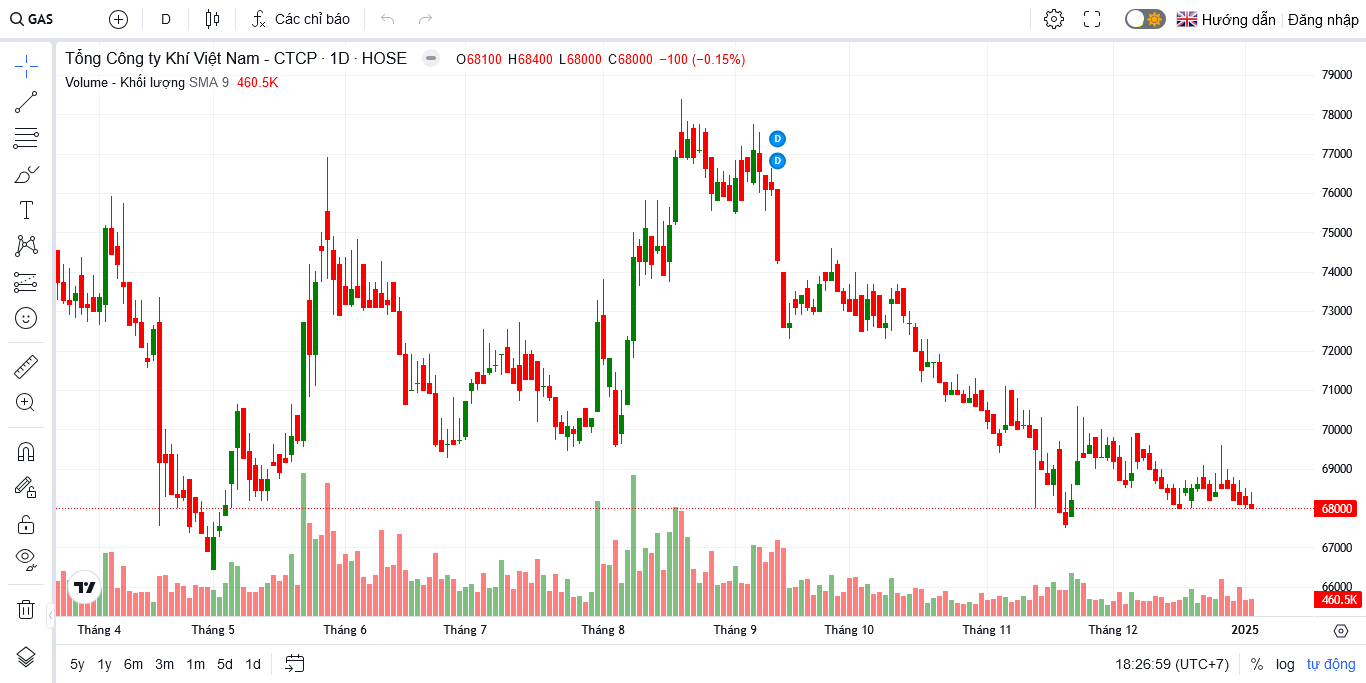 GAS D Các chỉ báo Hướng dẫn Đăng nhập
Tổng Công ty Khí Việt Nam - CTCP · 1D · HOSE O68100 H68400 L68000 C68000 −100 (−0.15%)
Volume - Khối lượng SMA 9 460.5K
79000
78000
77000
76000
75000
74000
73000
72000
71000
70000
69000
68000
67000
66000
460.5K
D
D
Tháng 4 Tháng 5 Tháng 6 Tháng 7 Tháng 8 Tháng 9 Tháng 10 Tháng 11 Tháng 12 2025
5y 1y 6m 3m 1m 5d 1d 18:26:59 (UTC+7) % log tự động